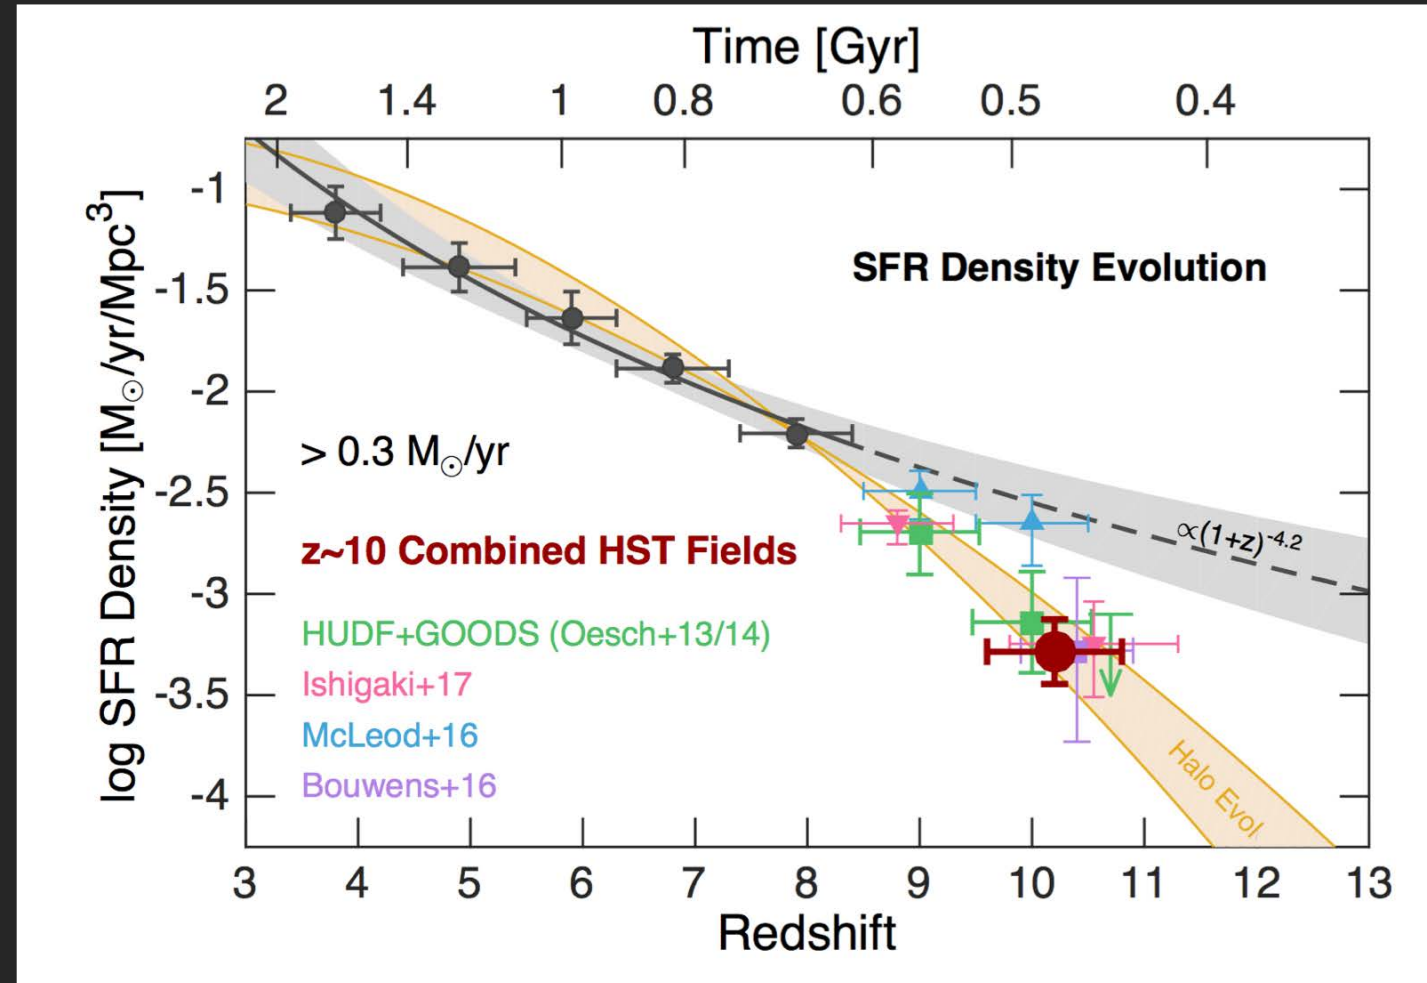 Time [Gyr]
2 1.4 1 0.8 0.6 0.5 0.4
log SFR Density [M☉/yr/Mpc³]
-1
-1.5
-2
-2.5
-3
-3.5
-4
SFR Density Evolution
> 0.3 M☉/yr
∝(1+z)⁻⁴·²
z~10 Combined HST Fields
HUDF+GOODS (Oesch+13/14)
Ishigaki+17
McLeod+16
Bouwens+16
Halo Evol
3 4 5 6 7 8 9 10 11 12 13
Redshift